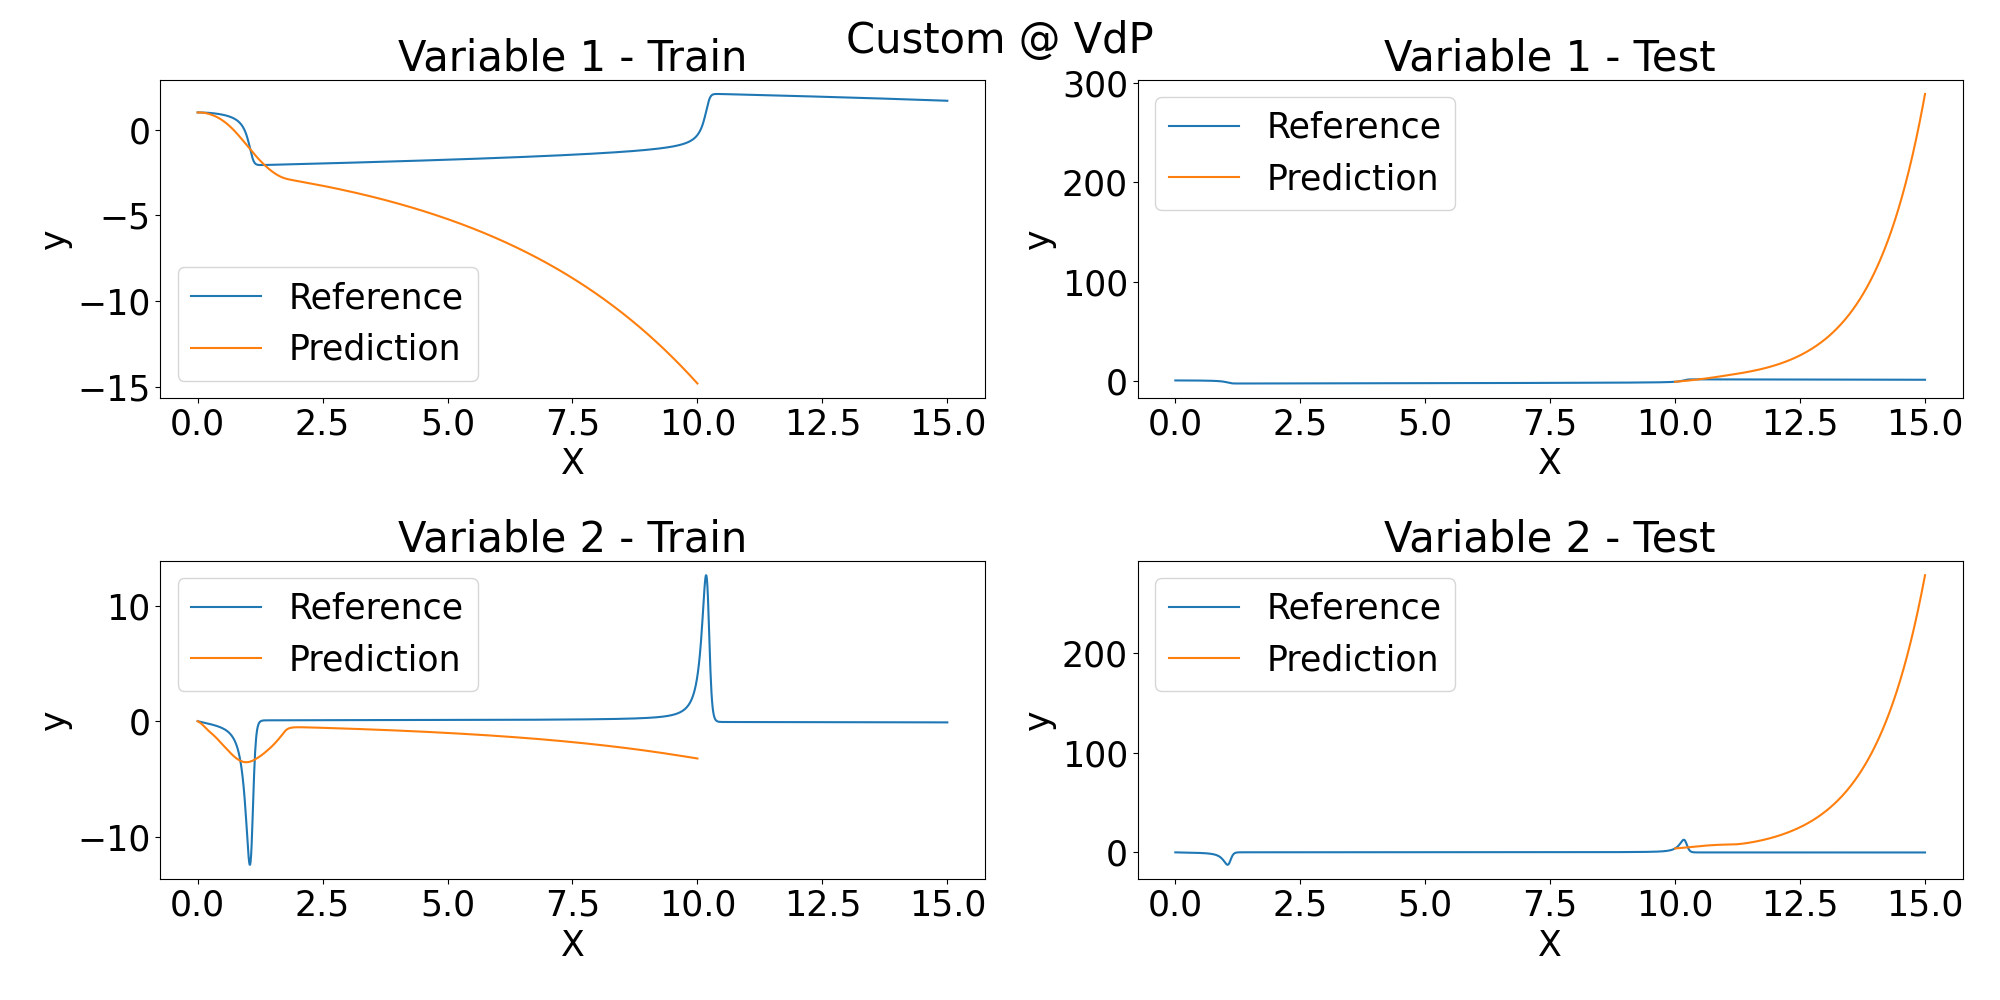 Custom @ VdP
Variable 1 - Train
0
−5
−10
−15
y
Reference
Prediction
0.0 2.5 5.0 7.5 10.0 12.5 15.0
X
Variable 1 - Test
300
200
100
0
y
Reference
Prediction
0.0 2.5 5.0 7.5 10.0 12.5 15.0
X
Variable 2 - Train
10
0
−10
y
Reference
Prediction
0.0 2.5 5.0 7.5 10.0 12.5 15.0
X
Variable 2 - Test
200
100
0
y
Reference
Prediction
0.0 2.5 5.0 7.5 10.0 12.5 15.0
X